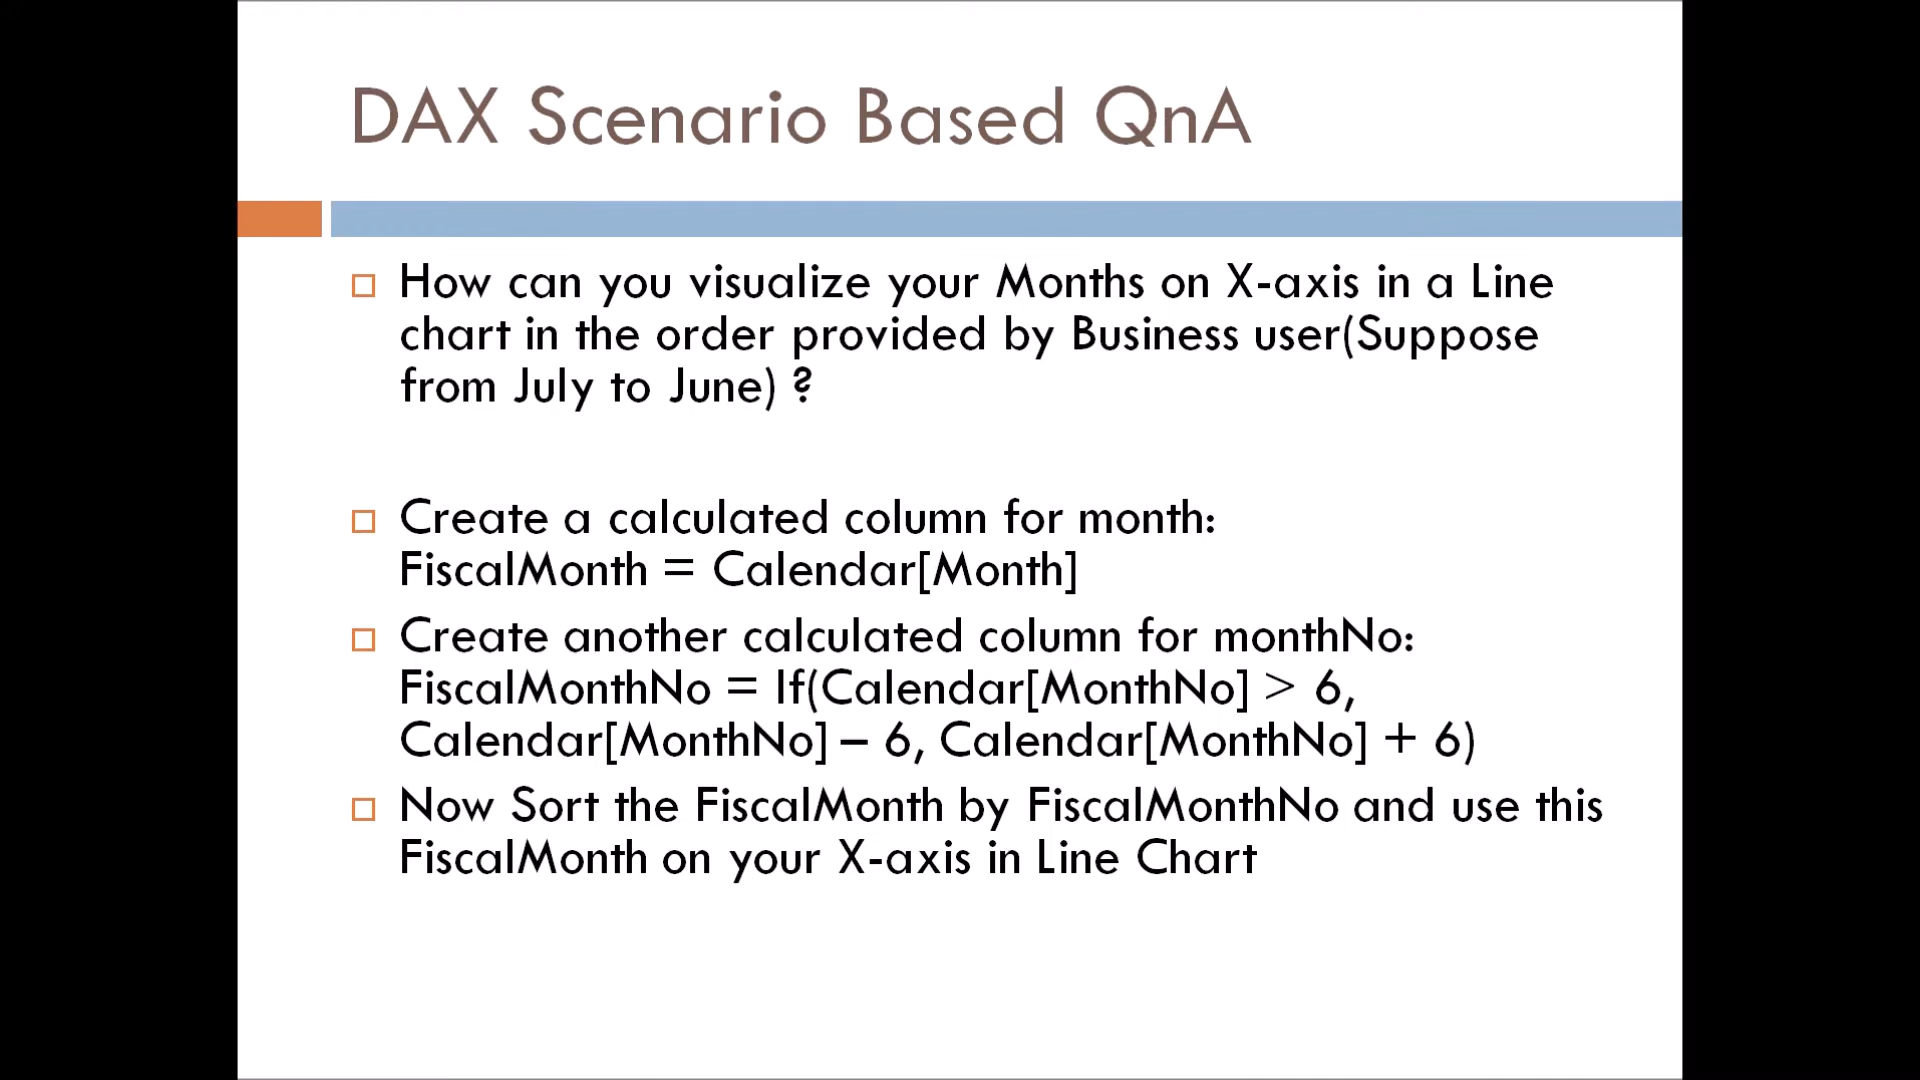 DAX Scenario Based QnA
How can you visualize your Months on X-axis in a Line
chart in the order provided by Business user(Suppose
from July to June) ?
Create a calculated column for month:
FiscalMonth = Calendar[Month]
Create another calculated column for monthNo:
FiscalMonthNo = If(Calendar[MonthNo] > 6,
Calendar[MonthNo] – 6, Calendar[MonthNo] + 6)
Now Sort the FiscalMonth by FiscalMonthNo and use this
FiscalMonth on your X-axis in Line Chart